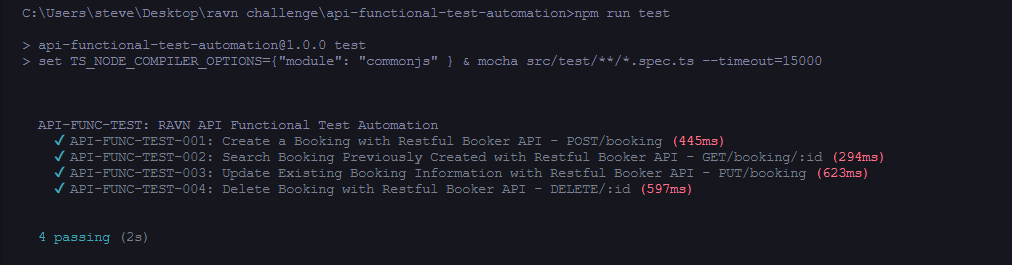 C:\Users\steve\Desktop\ravn challenge\api-functional-test-automation>npm run test
> api-functional-test-automation@1.0.0 test
> set TS_NODE_COMPILER_OPTIONS={"module": "commonjs" } & mocha src/test/**/*.spec.ts --timeout=15000
API-FUNC-TEST: RAVN API Functional Test Automation
✓ API-FUNC-TEST-001: Create a Booking with Restful Booker API - POST/booking (445ms)
✓ API-FUNC-TEST-002: Search Booking Previously Created with Restful Booker API - GET/booking/:id (294ms)
✓ API-FUNC-TEST-003: Update Existing Booking Information with Restful Booker API - PUT/booking (623ms)
✓ API-FUNC-TEST-004: Delete Booking with Restful Booker API - DELETE/:id (597ms)
4 passing (2s)